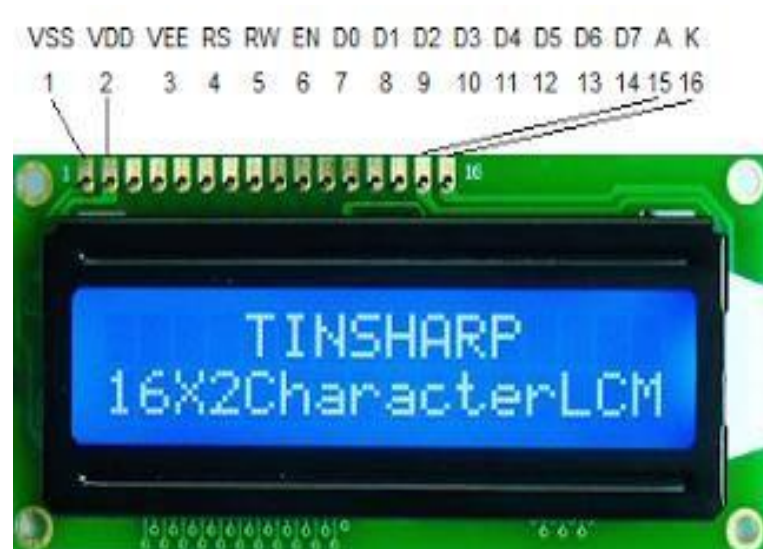 VSS VDD VEE RS RW EN D0 D1 D2 D3 D4 D5 D6 D7 A K
1 2 3 4 5 6 7 8 9 10 11 12 13 14 15 16
1 16
TINSHARP
16X2CharacterLCM